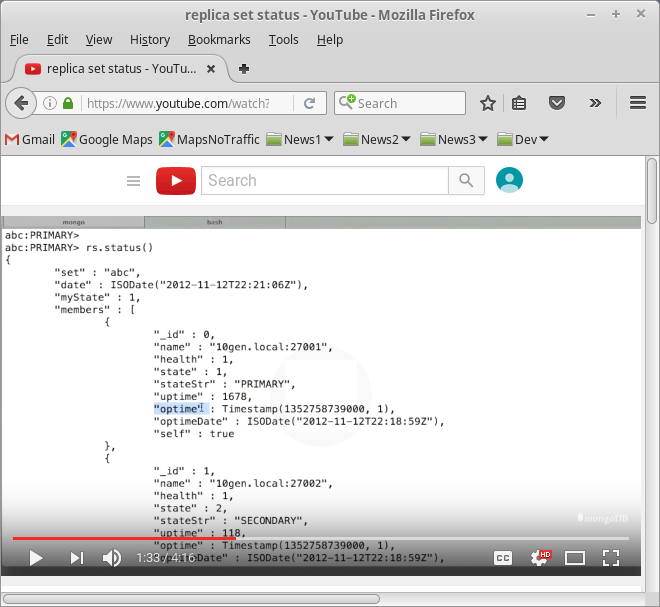 replica set status - YouTube - Mozilla Firefox
File Edit View History Bookmarks Tools Help
replica set status - YouTu...
https://www.youtube.com/watch?
Search
Gmail Google Maps MapsNoTraffic News1 News2 News3 Dev
Search
mongo bash
abc:PRIMARY>
abc:PRIMARY> rs.status()
{
"set" : "abc",
"date" : ISODate("2012-11-12T22:21:06Z"),
"myState" : 1,
"members" : [
{
"_id" : 0,
"name" : "10gen.local:27001",
"health" : 1,
"state" : 1,
"stateStr" : "PRIMARY",
"uptime" : 1678,
"optime" : Timestamp(1352758739000, 1),
"optimeDate" : ISODate("2012-11-12T22:18:59Z"),
"self" : true
},
{
"_id" : 1,
"name" : "10gen.local:27002",
"health" : 1,
"state" : 2,
"stateStr" : "SECONDARY",
mongoDB
"uptime" : 118,
"optime" : Timestamp(1352758739000, 1),
"optimeDate" : ISODate("2012-11-12T22:18:59Z"),
1:33 / 4:16
CC HD